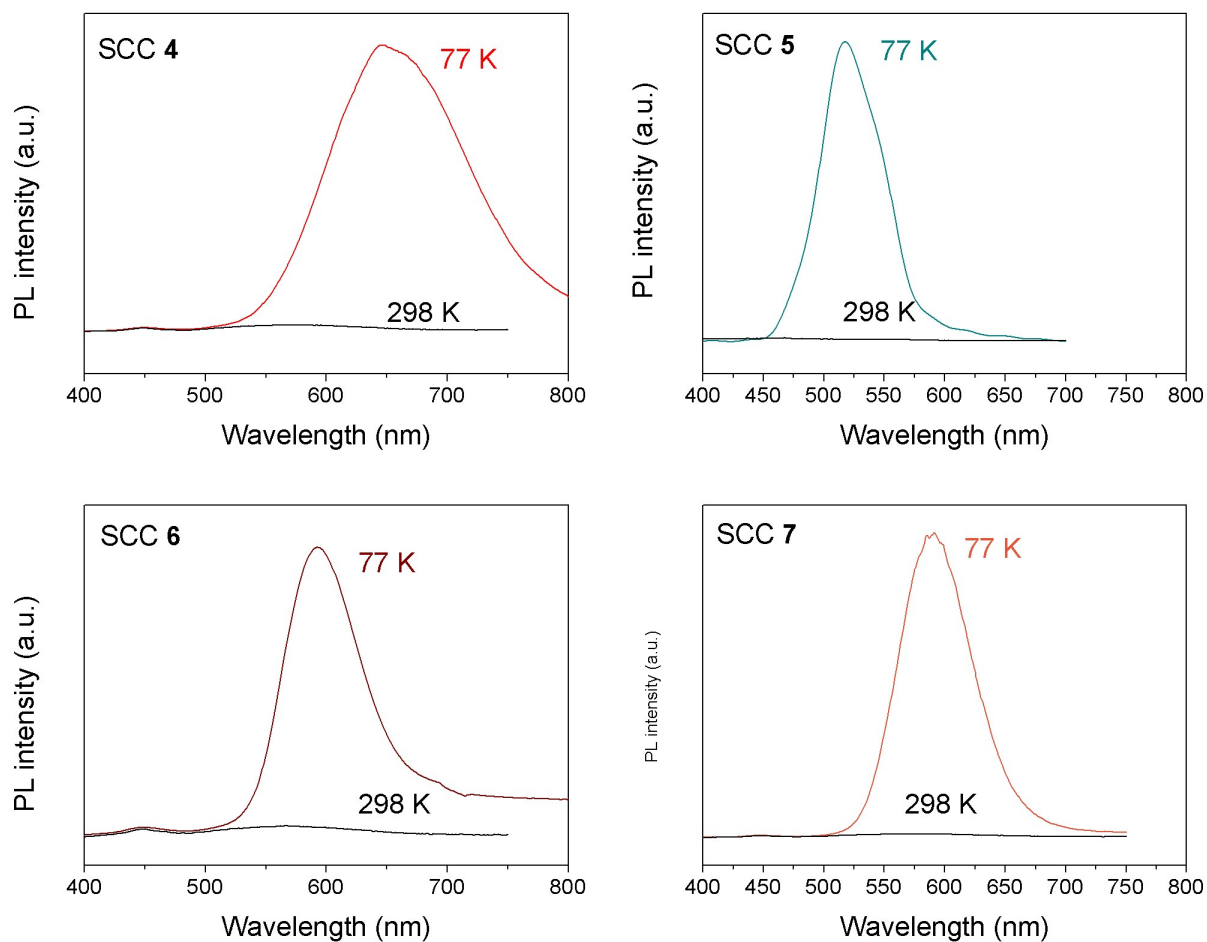 SCC 4
77 K
298 K
PL intensity (a.u.)
400 500 600 700 800
Wavelength (nm)
SCC 5
77 K
298 K
PL intensity (a.u.)
400 450 500 550 600 650 700 750 800
Wavelength (nm)
SCC 6
77 K
298 K
PL intensity (a.u.)
400 500 600 700 800
Wavelength (nm)
SCC 7
77 K
298 K
PL intensity (a.u.)
400 450 500 550 600 650 700 750 800
Wavelength (nm)